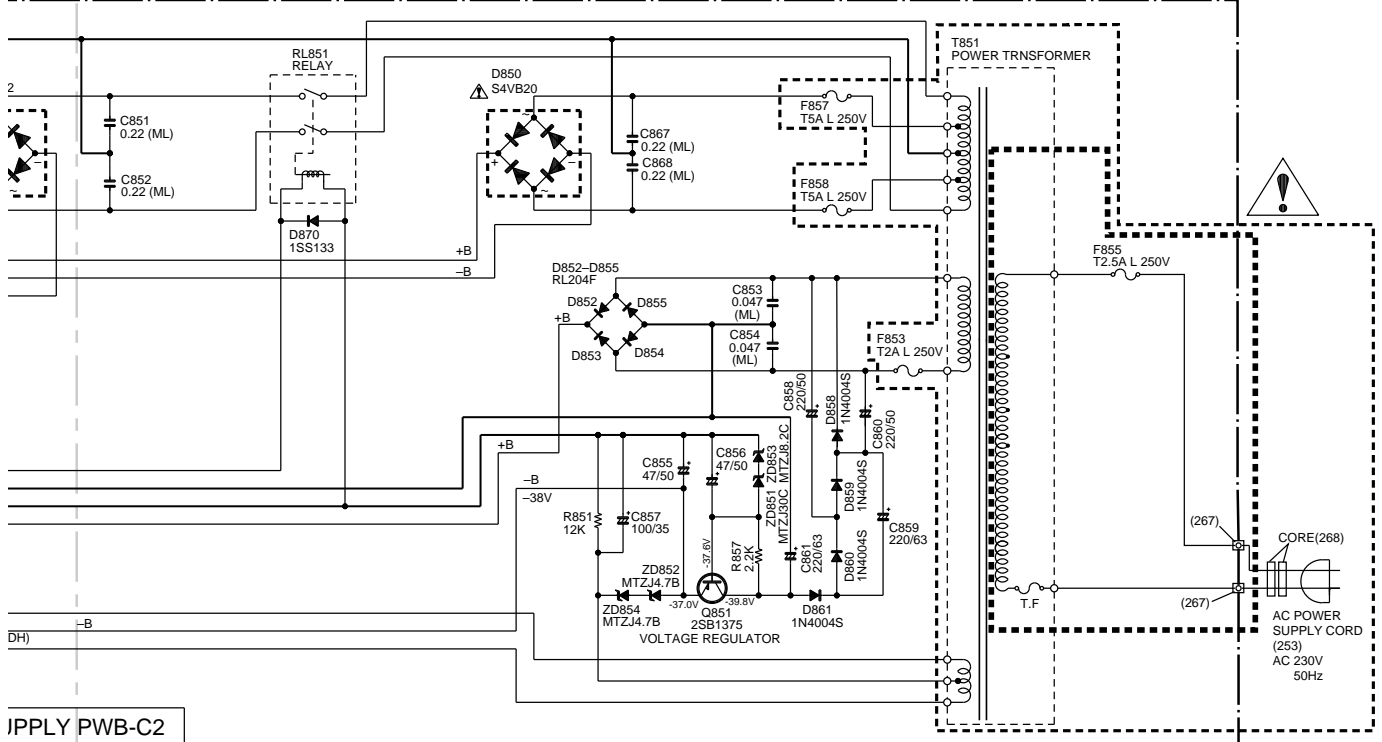 T851
POWER TRNSFORMER
RL851
RELAY
D850
S4VB20
2
C851
0.22 (ML)
C852
0.22 (ML)
~
−
~
+
−
~
C867
0.22 (ML)
C868
0.22 (ML)
F857
T5A L 250V
F858
T5A L 250V
D870
1SS133
+B
−B
D852–D855
RL204F
D852
D855
D853
D854
+B
C853
0.047
(ML)
C854
0.047
(ML)
F853
T2A L 250V
F855
T2.5A L 250V
C858
220/50
+
D858
1N4004S
C860
220/50
+
+B
−B
−38V
C855
47/50
+
C856
47/50
+
ZD853
MTZJ8.2C
ZD851
MTZJ30C
D859
1N4004S
C859
220/63
+
R851
12K
C857
100/35
+
-37.6V
R857
2.2K
C861
220/63
+
D860
1N4004S
ZD852
MTZJ4.7B
ZD854
MTZJ4.7B
-37.0V
-39.8V
Q851
2SB1375
VOLTAGE REGULATOR
D861
1N4004S
T.F
(267)
(267)
CORE(268)
AC POWER
SUPPLY CORD
(253)
AC 230V
50Hz
−B
DH)
UPPLY PWB-C2